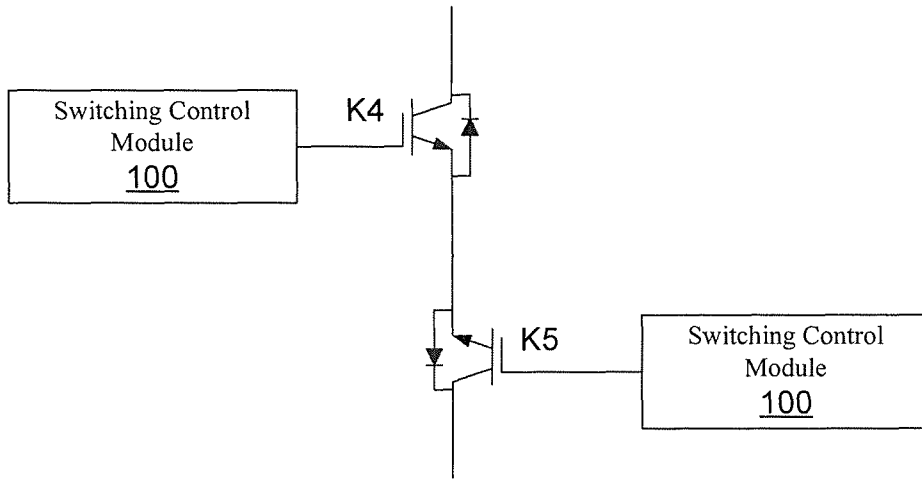 Switching Control
Module
100
K4
K5
Switching Control
Module
100